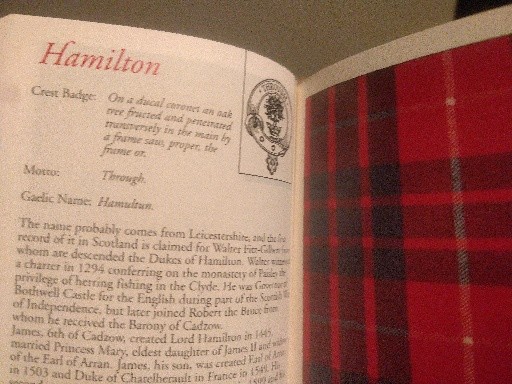 Hamilton
Crest Badge: On a ducal coronet an oak
tree fructed and penetrated
transversely in the main by
a frame saw, proper, the
frame or.
Motto: Through.
Gaelic Name: Hamultun.
The name probably comes from Leicestershire, and the first
record of it in Scotland is claimed for Walter Fitz-Gilbert from
whom are descended the Dukes of Hamilton. Walter
a charter in 1294 conferring on the monastery of Paisley the
privilege of herring fishing in the Clyde. He was Governor of
Bothwell Castle for the English during part of the Scottish War
of Independence, but later joined Robert the Bruce from
whom he received the Barony of Cadzow.
James, 6th of Cadzow, created Lord Hamilton in 1445,
married Princess Mary, eldest daughter of James II and
of the Earl of Arran. James, his son, was created Earl of Arran
in 1503 and Duke of Chatelherault in France in 1549. His